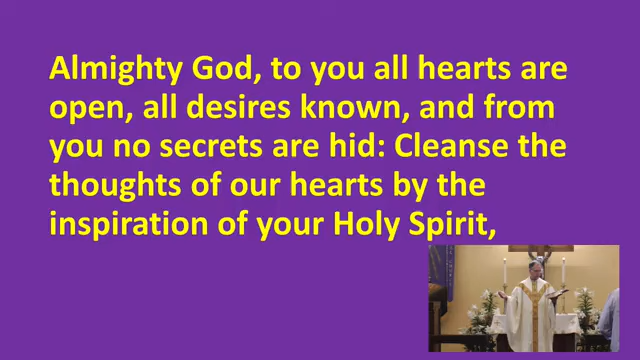 Almighty God, to you all hearts are
open, all desires known, and from
you no secrets are hid: Cleanse the
thoughts of our hearts by the
inspiration of your Holy Spirit,